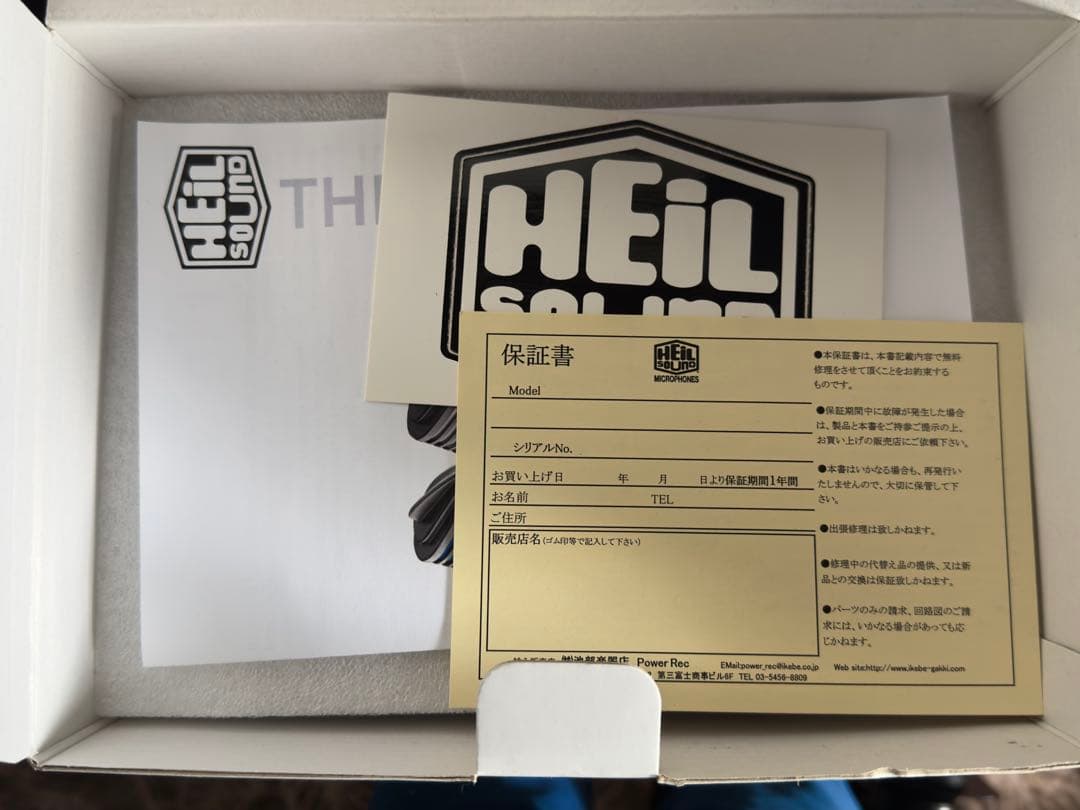 HEiL
SOUND
THE
HEiL
SOUND
保証書
HEiL
SOUND
MICROPHONES
Model
シリアルNo.
お買い上げ日 年 月 日より保証期間1年間
お名前 TEL
ご住所
販売店名(ゴム印等で記入して下さい)
●本保証書は、本書記載内容で無料
修理をさせて頂くことをお約束する
ものです。
●保証期間中に故障が発生した場合
は、製品と本書をご持参ご提示の上、
お買い上げの販売店にご依頼下さい。
●本書はいかなる場合も、再発行い
たしませんので、大切に保管して下
さい。
●出張修理は致しかねます。
●修理中の代替え品の提供、又は新
品との交換は保証致しかねます。
●パーツのみの請求、回路図のご請
求には、いかなる場合があっても応
じかねます。
㈱池部楽器店 Power Rec EMail:power_rec@ikebe.co.jp Web site:http://www.ikebe-gakki.com
第三富士商事ビル6F TEL 03-5456-8809